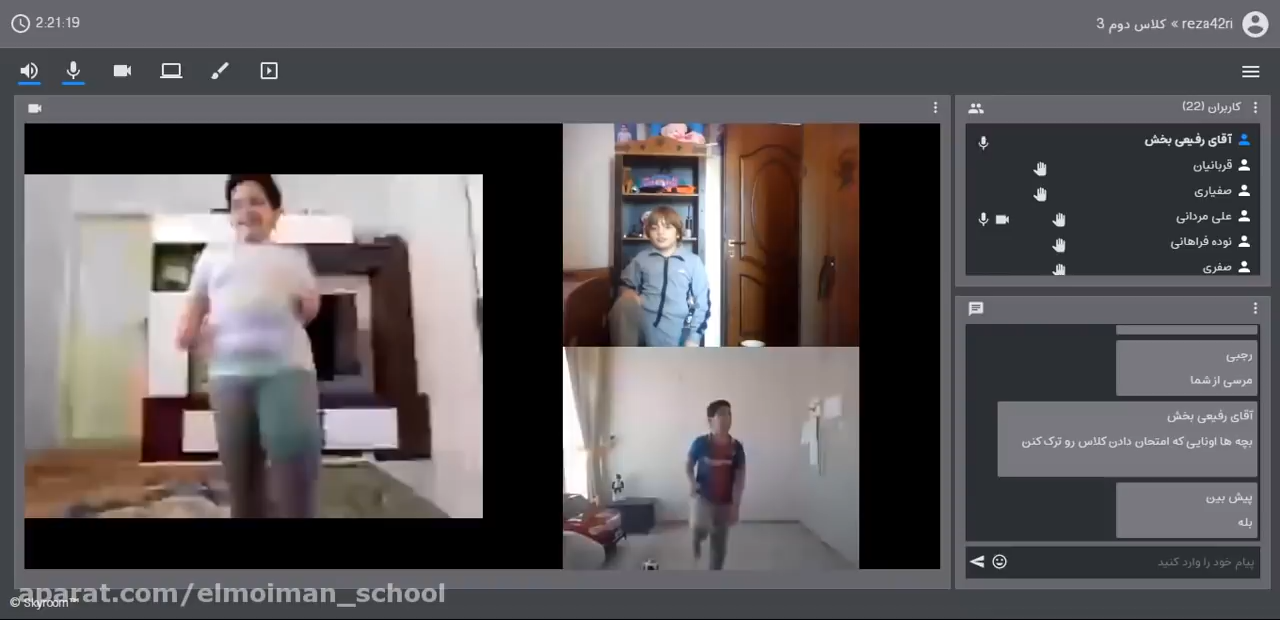 2:21:19
reza42ri » کلاس دوم 3
کاربران (22)
آقای رفیعی بخش
قربانیان
صفیاری
علی مردانی
نوده فراهانی
صفری
رجبی
مرسی از شما
آقای رفیعی بخش
بچه ها اونایی که امتحان دادن کلاس رو ترک کنن
پیش بین
بله
پیام خود را وارد کنید
aparat.com/elmoiman_school
© Skyroom™